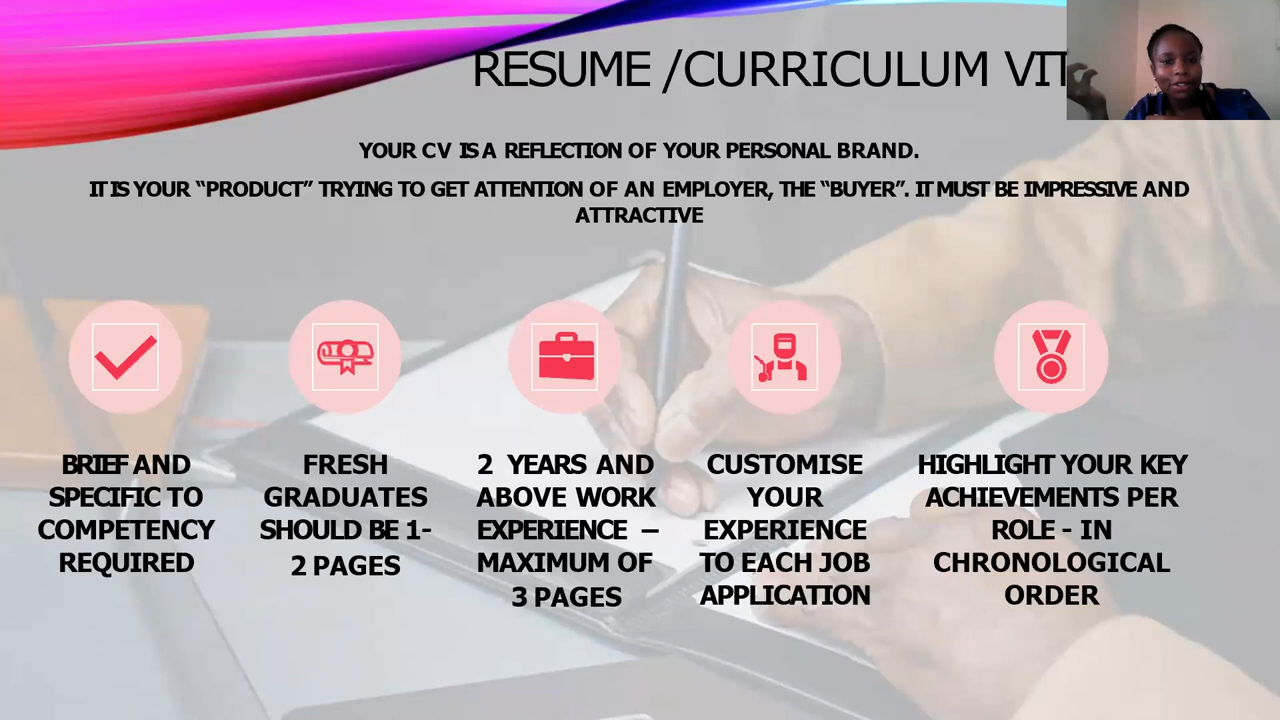 RESUME /CURRICULUM VIT
YOUR CV IS A REFLECTION OF YOUR PERSONAL BRAND.
IT IS YOUR “PRODUCT” TRYING TO GET ATTENTION OF AN EMPLOYER, THE “BUYER”. IT MUST BE IMPRESSIVE AND
ATTRACTIVE
BRIEF AND
SPECIFIC TO
COMPETENCY
REQUIRED
FRESH
GRADUATES
SHOULD BE 1-
2 PAGES
2 YEARS AND
ABOVE WORK
EXPERIENCE –
MAXIMUM OF
3 PAGES
CUSTOMISE
YOUR
EXPERIENCE
TO EACH JOB
APPLICATION
HIGHLIGHT YOUR KEY
ACHIEVEMENTS PER
ROLE - IN
CHRONOLOGICAL
ORDER